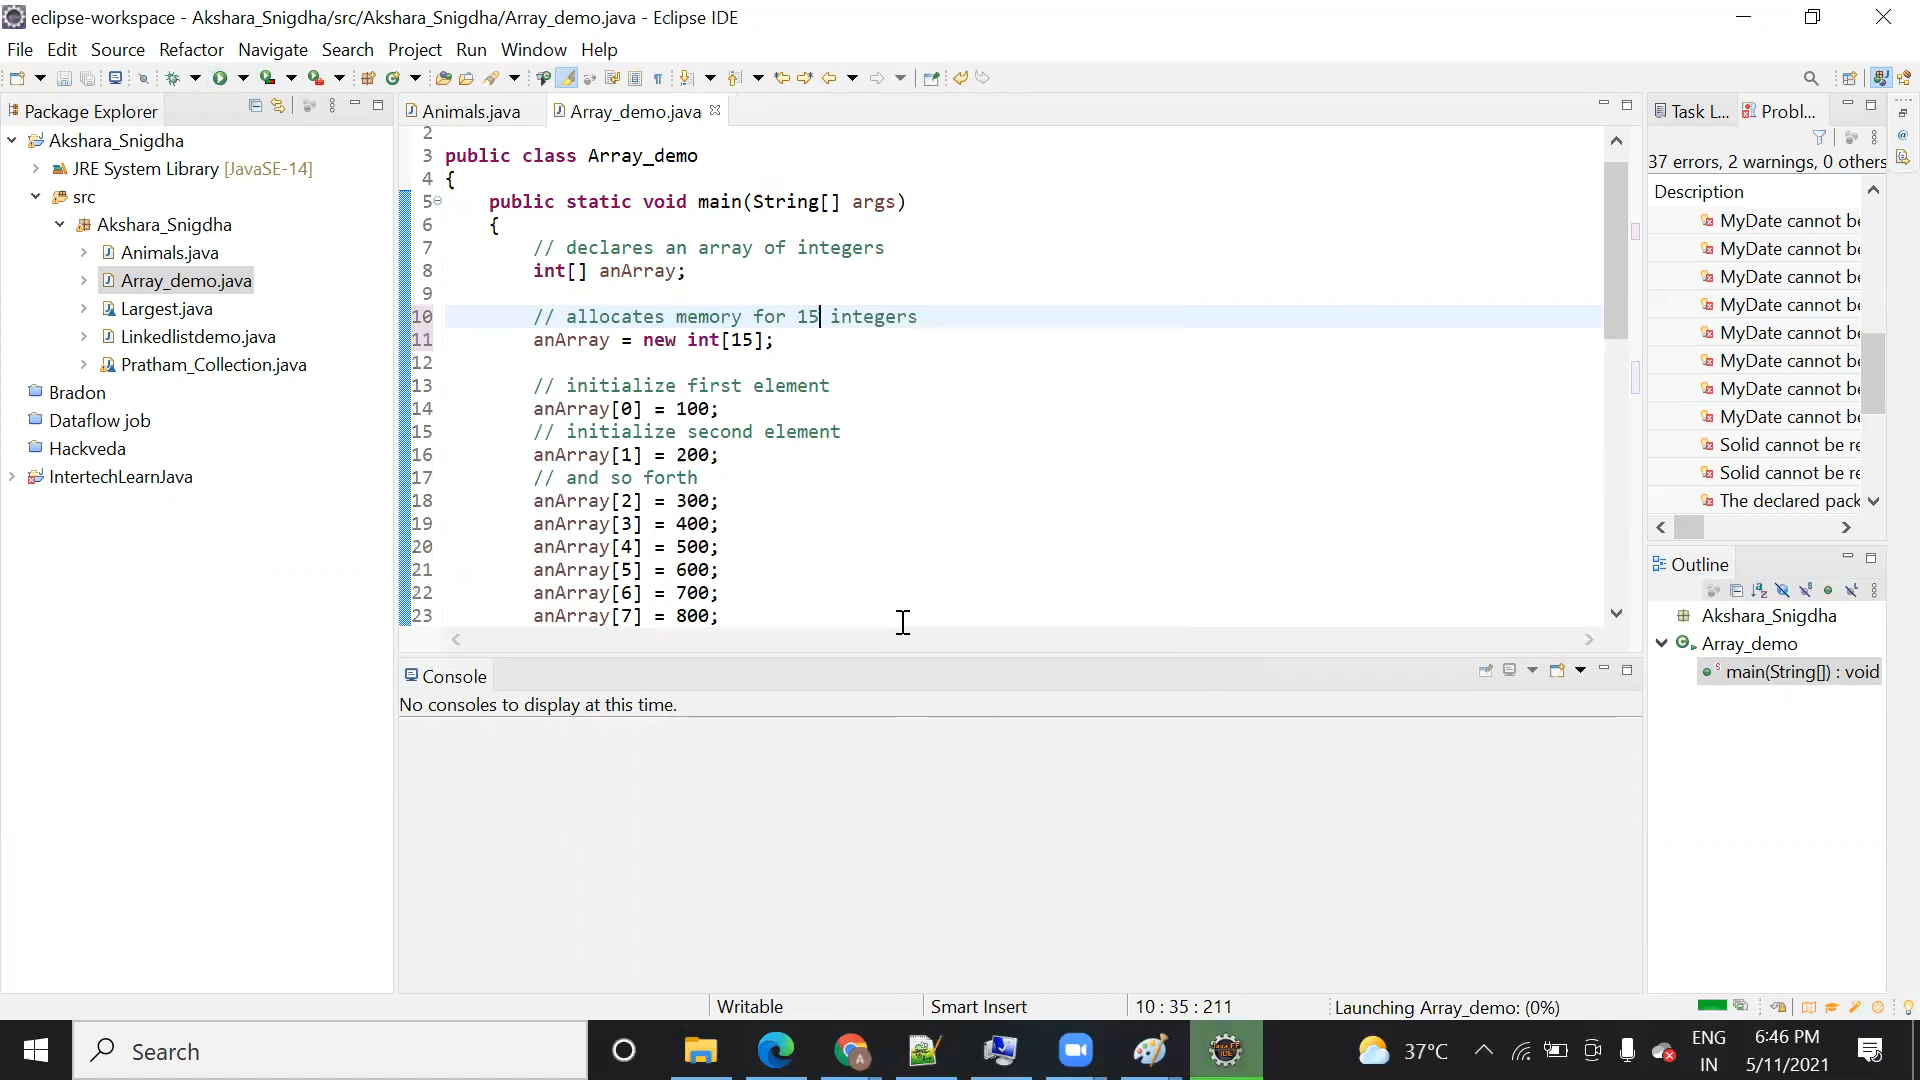 eclipse-workspace - Akshara_Snigdha/src/Akshara_Snigdha/Array_demo.java - Eclipse IDE
File Edit Source Refactor Navigate Search Project Run Window Help
Package Explorer
Akshara_Snigdha
JRE System Library [JavaSE-14]
src
Akshara_Snigdha
Animals.java
Array_demo.java
Largest.java
Linkedlistdemo.java
Pratham_Collection.java
Bradon
Dataflow job
Hackveda
IntertechLearnJava
Animals.java Array_demo.java
2
3 public class Array_demo
4 {
5 public static void main(String[] args)
6 {
7 // declares an array of integers
8 int[] anArray;
9
10 // allocates memory for 15 integers
11 anArray = new int[15];
12
13 // initialize first element
14 anArray[0] = 100;
15 // initialize second element
16 anArray[1] = 200;
17 // and so forth
18 anArray[2] = 300;
19 anArray[3] = 400;
20 anArray[4] = 500;
21 anArray[5] = 600;
22 anArray[6] = 700;
23 anArray[7] = 800;
Console
No consoles to display at this time.
Task L... Probl...
37 errors, 2 warnings, 0 others
Description
MyDate cannot be
MyDate cannot be
MyDate cannot be
MyDate cannot be
MyDate cannot be
MyDate cannot be
MyDate cannot be
MyDate cannot be
Solid cannot be re
Solid cannot be re
The declared pack
Outline
Akshara_Snigdha
Array_demo
main(String[]) : void
Writable Smart Insert 10 : 35 : 211 Launching Array_demo: (0%)
Search
37°C
ENG
IN
6:46 PM
5/11/2021